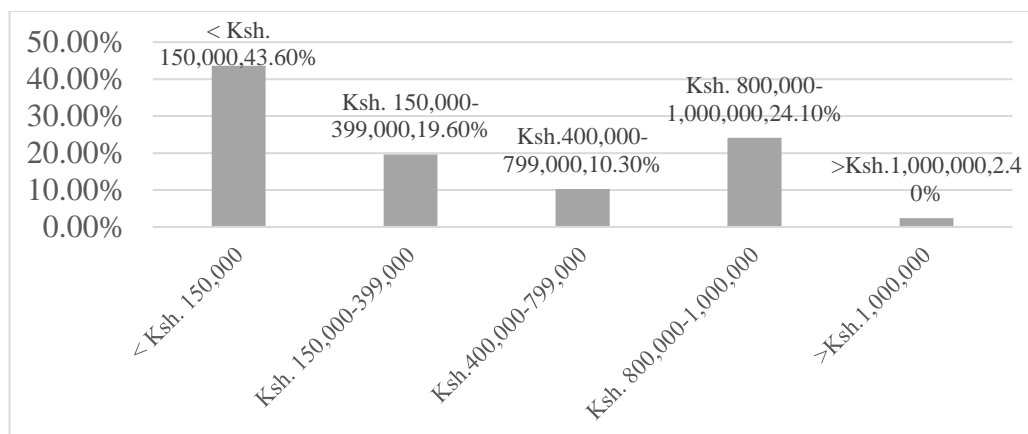 50.00%
40.00%
30.00%
20.00%
10.00%
0.00%
< Ksh.
150,000,43.60%
Ksh. 150,000-
399,000,19.60%
Ksh.400,000-
799,000,10.30%
Ksh. 800,000-
1,000,000,24.10%
>Ksh.1,000,000,2.4
0%
< Ksh. 150,000
Ksh. 150,000-399,000
Ksh.400,000-799,000
Ksh. 800,000-1,000,000
>Ksh.1,000,000